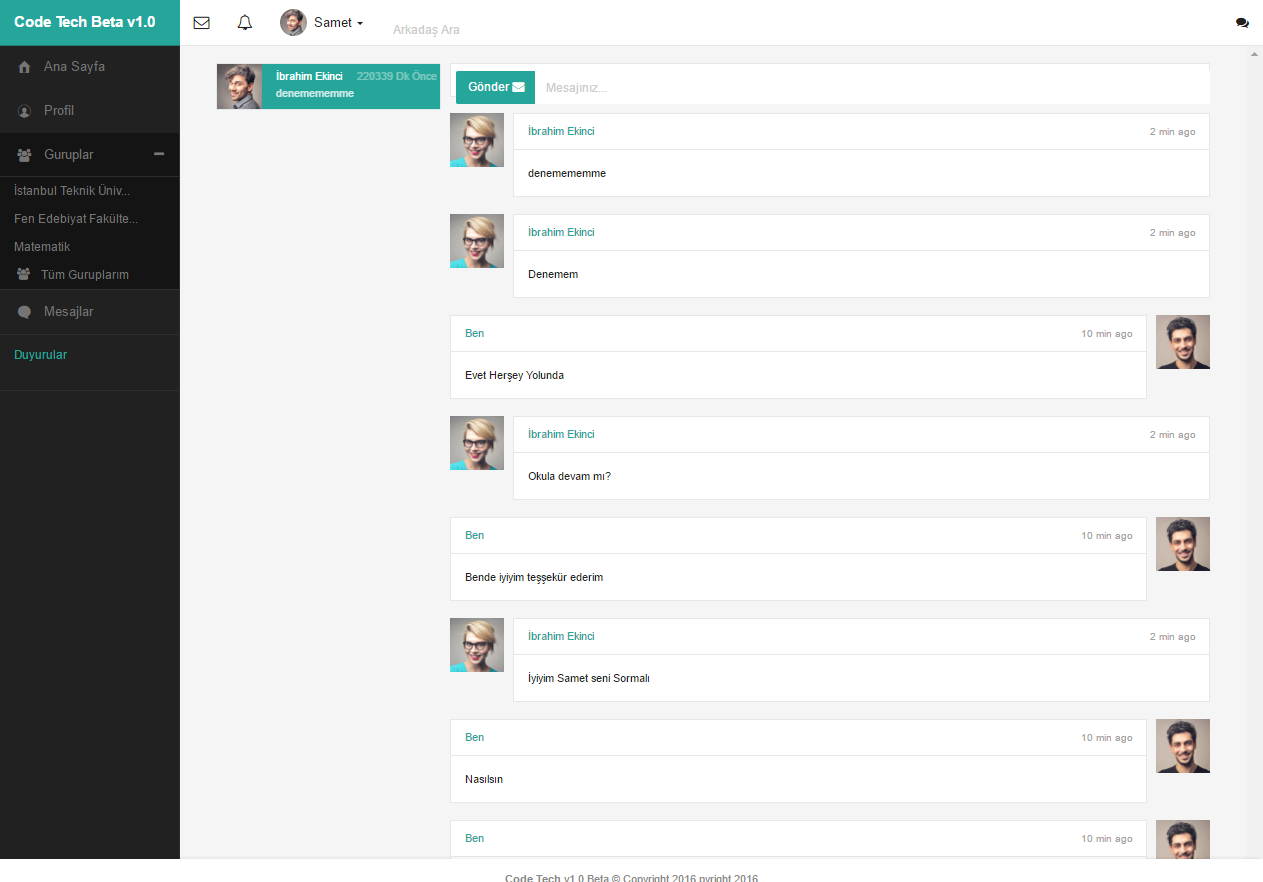 Code Tech Beta v1.0
Samet
Arkadaş Ara
Ana Sayfa
Profil
Guruplar
İstanbul Teknik Üniv...
Fen Edebiyat Fakülte...
Matematik
Tüm Guruplarım
Mesajlar
Duyurular
İbrahim Ekinci 220339 Dk Önce
denemememme
Gönder
Mesajınız...
İbrahim Ekinci 2 min ago
denemememme
İbrahim Ekinci 2 min ago
Denemem
Ben 10 min ago
Evet Herşey Yolunda
İbrahim Ekinci 2 min ago
Okula devam mı?
Ben 10 min ago
Bende iyiyim teşşekür ederim
İbrahim Ekinci 2 min ago
İyiyim Samet seni Sormalı
Ben 10 min ago
Nasılsın
Ben 10 min ago
Code Tech v1.0 Beta © Copyright 2016 pyright 2016